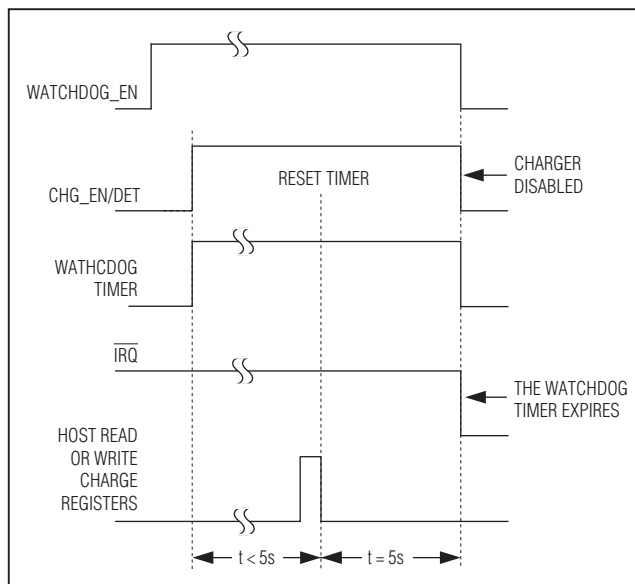 WATCHDOG_EN
CHG_EN/DET
RESET TIMER
CHARGER
DISABLED
WATHCDOG
TIMER
IRQ
THE WATCHDOG
TIMER EXPIRES
HOST READ
OR WRITE
CHARGE
REGISTERS
t < 5s
t = 5s